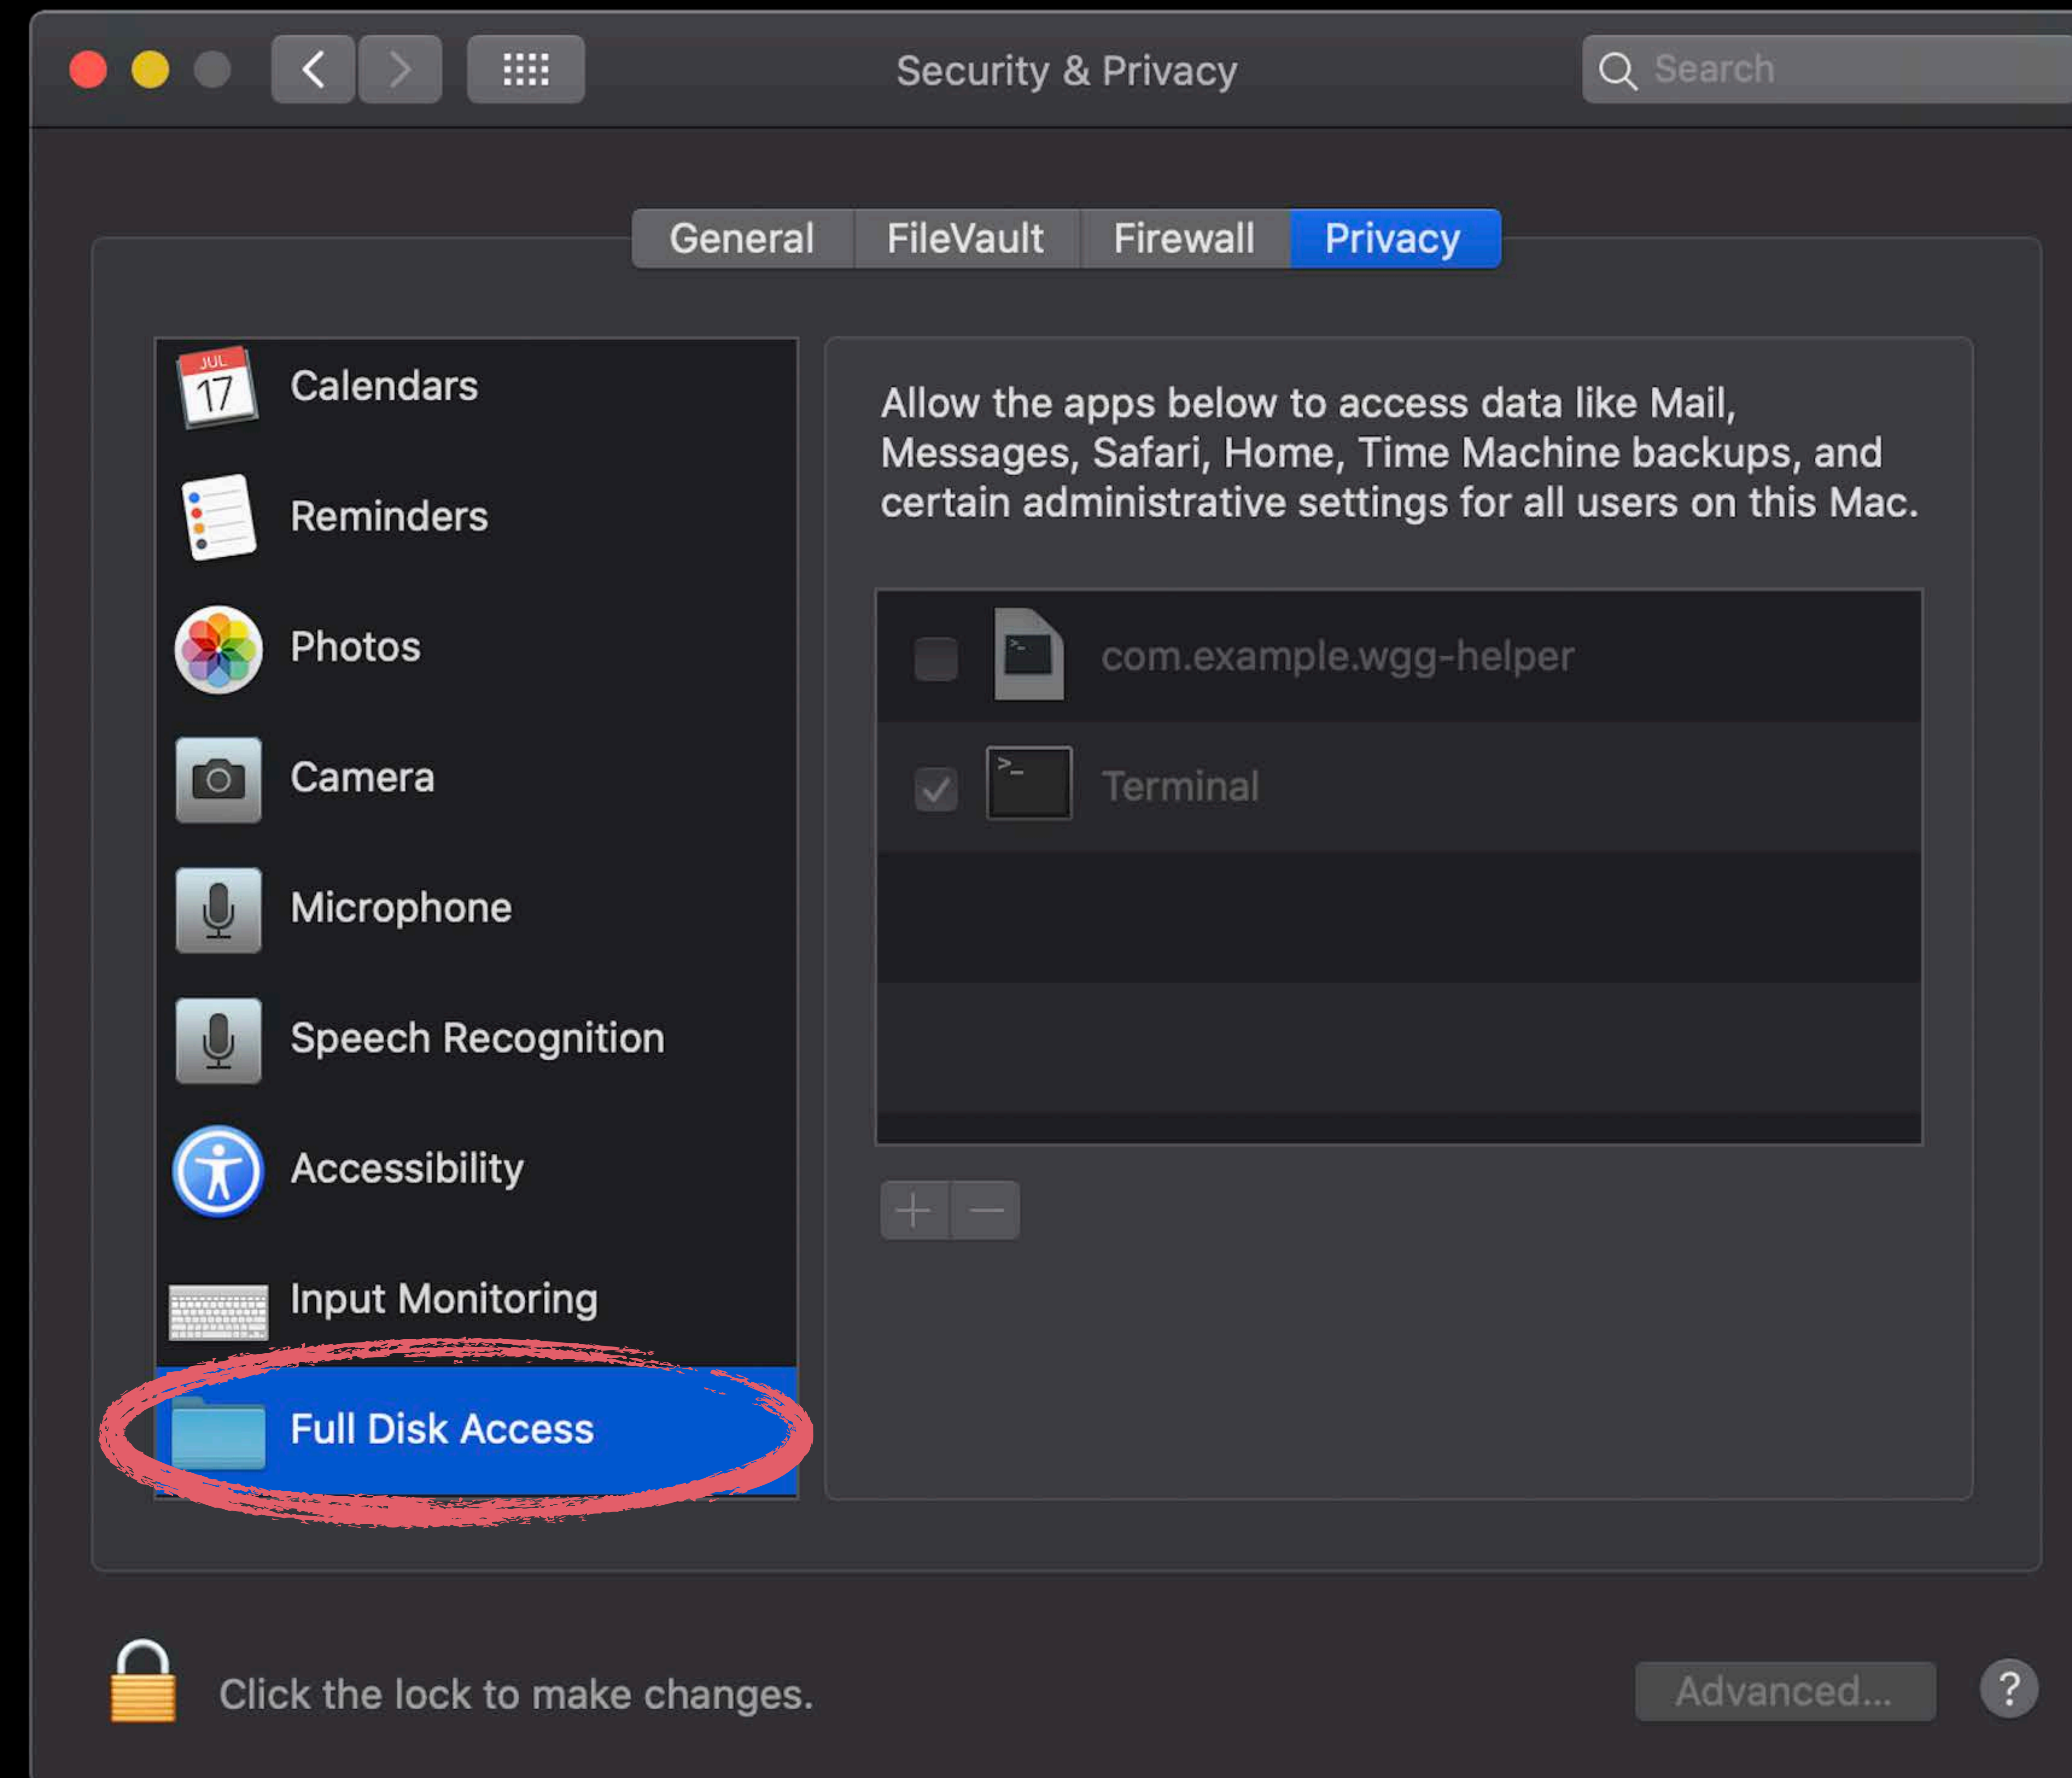 Security & Privacy
Search
General
FileVault
Firewall
Privacy
JUL
17
Calendars
Reminders
Photos
Camera
Microphone
Speech Recognition
Accessibility
Input Monitoring
Full Disk Access
Allow the apps below to access data like Mail,
Messages, Safari, Home, Time Machine backups, and
certain administrative settings for all users on this Mac.
com.example.wgg-helper
Terminal
Click the lock to make changes.
Advanced...
?